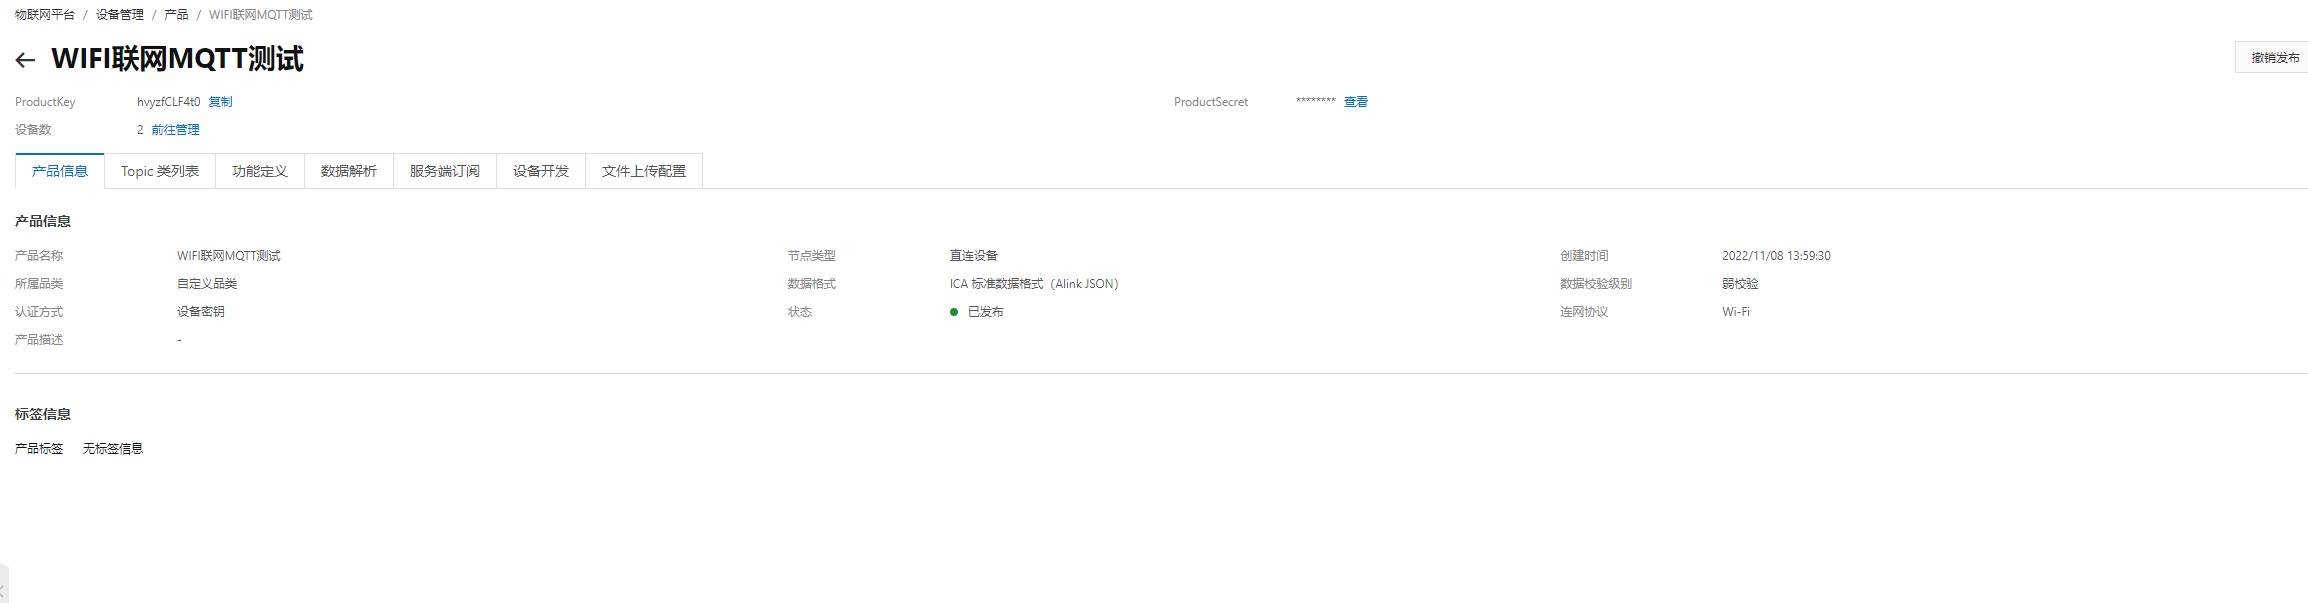 物联网平台 / 设备管理 / 产品 / WIFI联网MQTT测试
WIFI联网MQTT测试
撤销发布
ProductKey hvyzfCLF4t0 复制 ProductSecret ******** 查看
设备数 2 前往管理
产品信息 Topic 类列表 功能定义 数据解析 服务端订阅 设备开发 文件上传配置
产品信息
产品名称 WIFI联网MQTT测试 节点类型 直连设备 创建时间 2022/11/08 13:59:30
所属品类 自定义品类 数据格式 ICA 标准数据格式（Alink JSON） 数据校验级别 弱校验
认证方式 设备密钥 状态 已发布 连网协议 Wi-Fi
产品描述 -
标签信息
产品标签 无标签信息